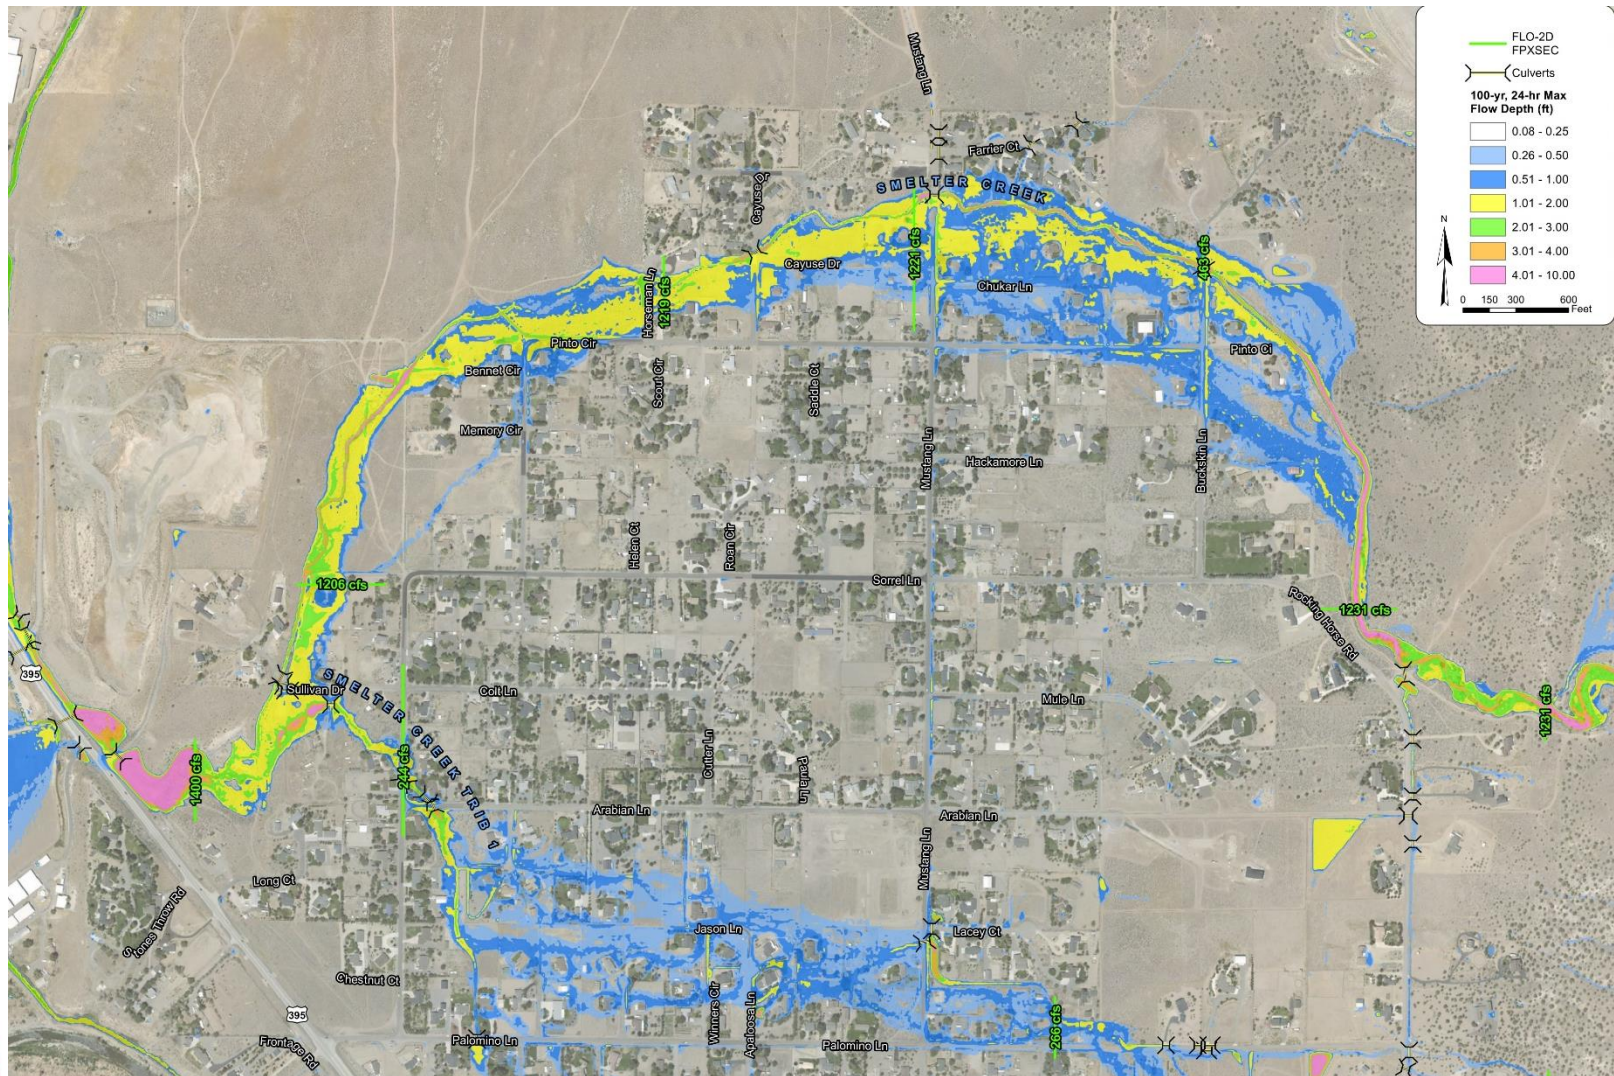 FLO-2D
FPXSEC
Culverts
100-yr, 24-hr Max
Flow Depth (ft)
0.08 - 0.25
0.26 - 0.50
0.51 - 1.00
1.01 - 2.00
2.01 - 3.00
3.01 - 4.00
4.01 - 10.00
N
0 150 300 600
Feet
Mustang Ln
Farrier Ct
SMELTER CREEK
Cayuse Dr
1221 cfs
463 cfs
Cayuse Dr
Horseman Ln
1219 cfs
Chukar Ln
Pinto Cir
Pinto Ci
Bennet Cir
Scout Cir
Saddle Ct
Memory Cir
Mustang Ln
Hackamore Ln
Buckskin Ln
Helen Ct
Roan Cir
1206 cfs
Sorrel Ln
Rocking Horse Rd
1231 cfs
395
Sullivan Dr
SMELTER CREEK TRIB 1
Colt Ln
Mule Ln
1231 cfs
1400 cfs
244 cfs
Cutter Ln
Paula Ln
Arabian Ln
Arabian Ln
Long Ct
Mustang Ln
Stones Throw Rd
Jason Ln
Lacey Ct
Chestnut Ct
Winners Cir
Apaloosa Ln
395
Frontage Rd
Palomino Ln
Palomino Ln
266 cfs